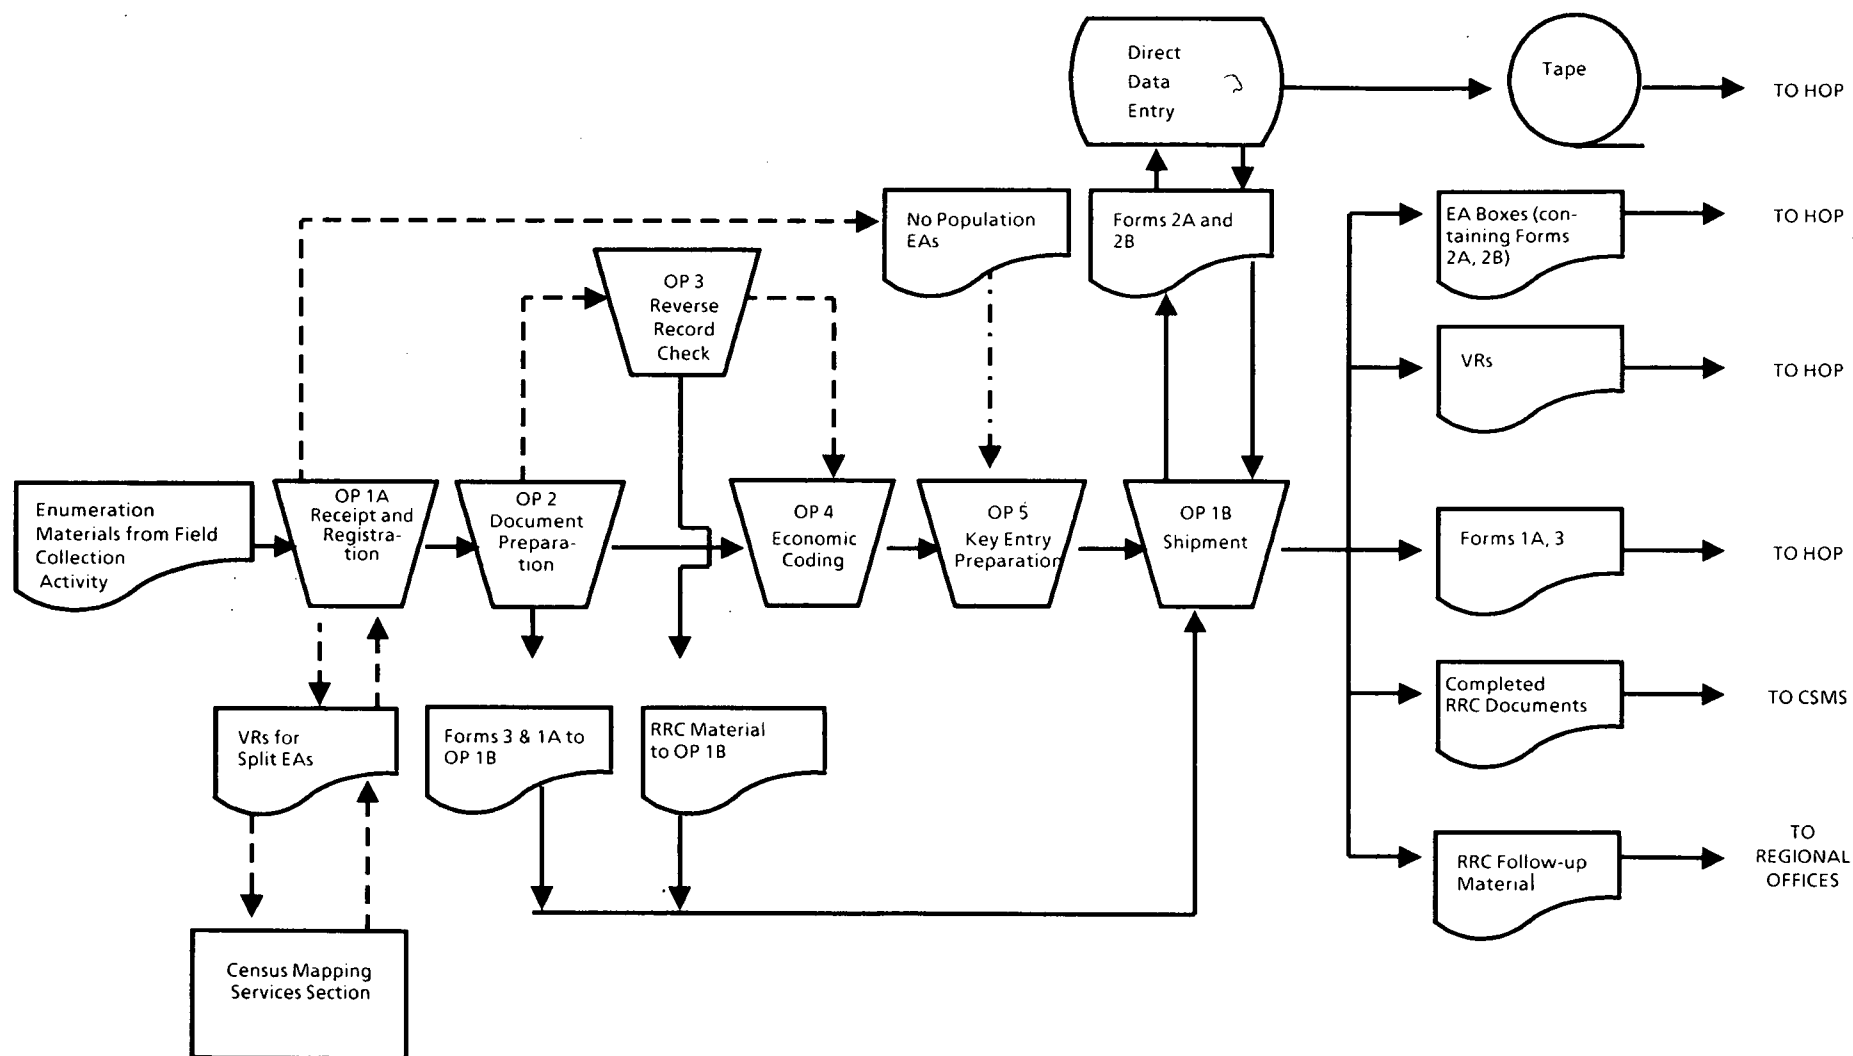 Direct
Data
Entry
Tape
TO HOP
No Population
EAs
Forms 2A and
2B
EA Boxes (con-
taining Forms
2A, 2B)
TO HOP
OP 3
Reverse
Record
Check
VRs
TO HOP
Enumeration
Materials from Field
Collection
Activity
OP 1A
Receipt and
Registra-
tion
OP 2
Document
Prepara-
tion
OP 4
Economic
Coding
OP 5
Key Entry
Preparation
OP 1B
Shipment
Forms 1A, 3
TO HOP
VRs for
Split EAs
Forms 3 & 1A to
OP 1B
RRC Material
to OP 1B
Completed
RRC Documents
TO CSMS
RRC Follow-up
Material
TO
REGIONAL
OFFICES
Census Mapping
Services Section